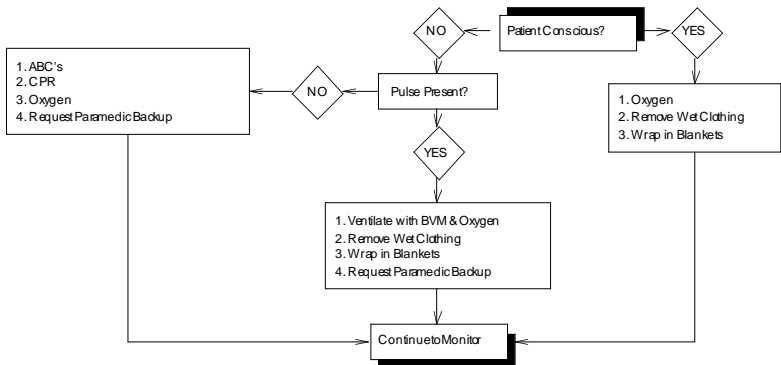 Patient Conscious?
NO
YES
1. ABC's
2. CPR
3. Oxygen
4. Request Paramedic Backup
NO
Pulse Present?
1. Oxygen
2. Remove Wet Clothing
3. Wrap in Blankets
YES
1. Ventilate with BVM & Oxygen
2. Remove Wet Clothing
3. Wrap in Blankets
4. Request Paramedic Backup
Continue to Monitor